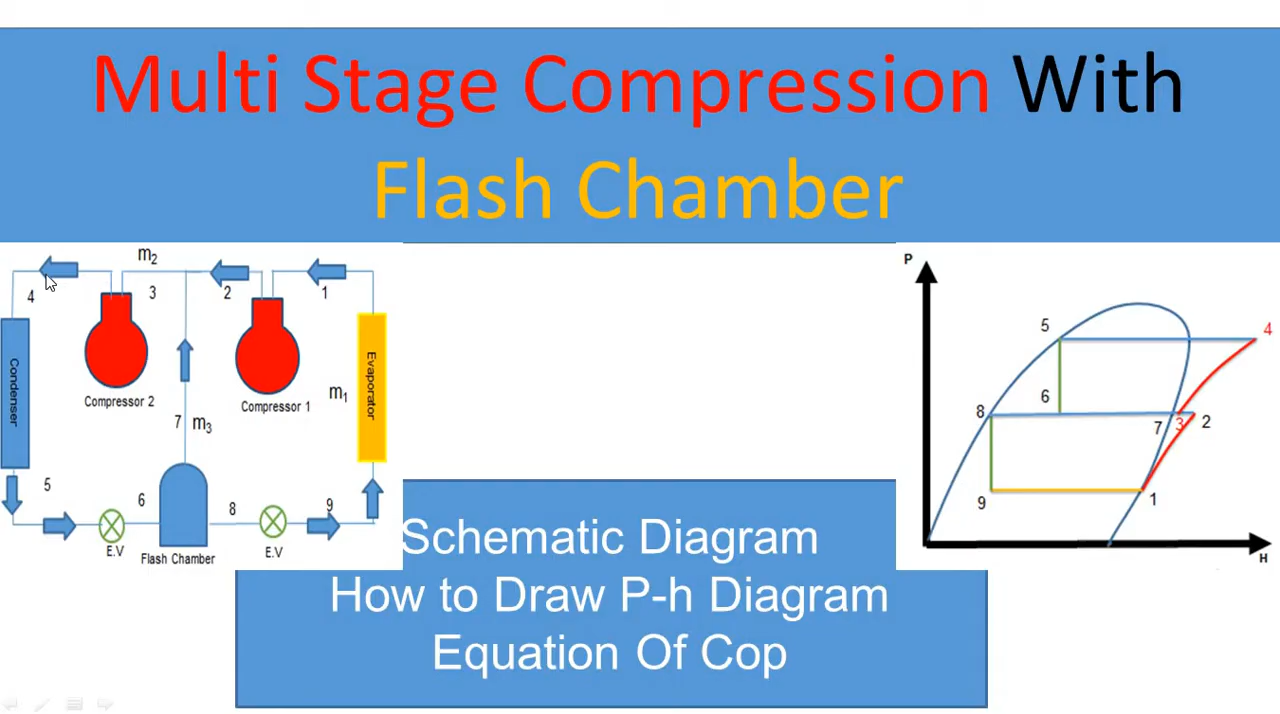 Multi Stage Compression With
Flash Chamber
m2
4
3
2
1
Condenser
Compressor 2
Compressor 1
Evaporator
m1
7
m3
5
6
8
9
E.V
Flash Chamber
E.V
P
5
4
6
8
7
3
2
9
1
H
Schematic Diagram
How to Draw P-h Diagram
Equation Of Cop